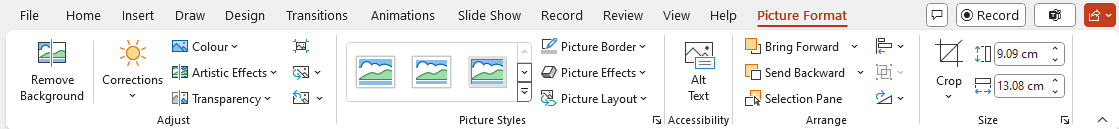 File Home Insert Draw Design Transitions Animations Slide Show Record Review View Help Picture Format Record
Remove Background
Corrections
Colour
Artistic Effects
Transparency
Adjust
Picture Border
Picture Effects
Picture Layout
Picture Styles
Alt Text
Accessibility
Bring Forward
Send Backward
Selection Pane
Arrange
Crop
9.09 cm
13.08 cm
Size